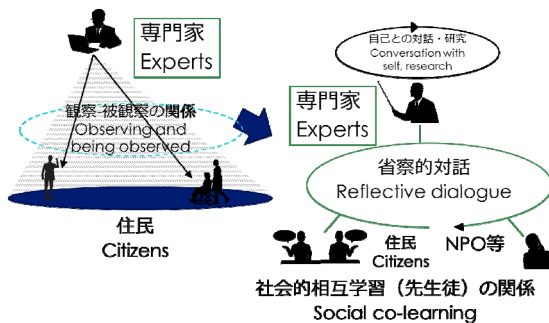 専門家
Experts
観察-被観察の関係
Observing and
being observed
住民
Citizens
自己との対話・研究
Conversation with
self, research
専門家
Experts
省察的対話
Reflective dialogue
住民
Citizens
NPO等
社会的相互学習（先生徒）の関係
Social co-learning